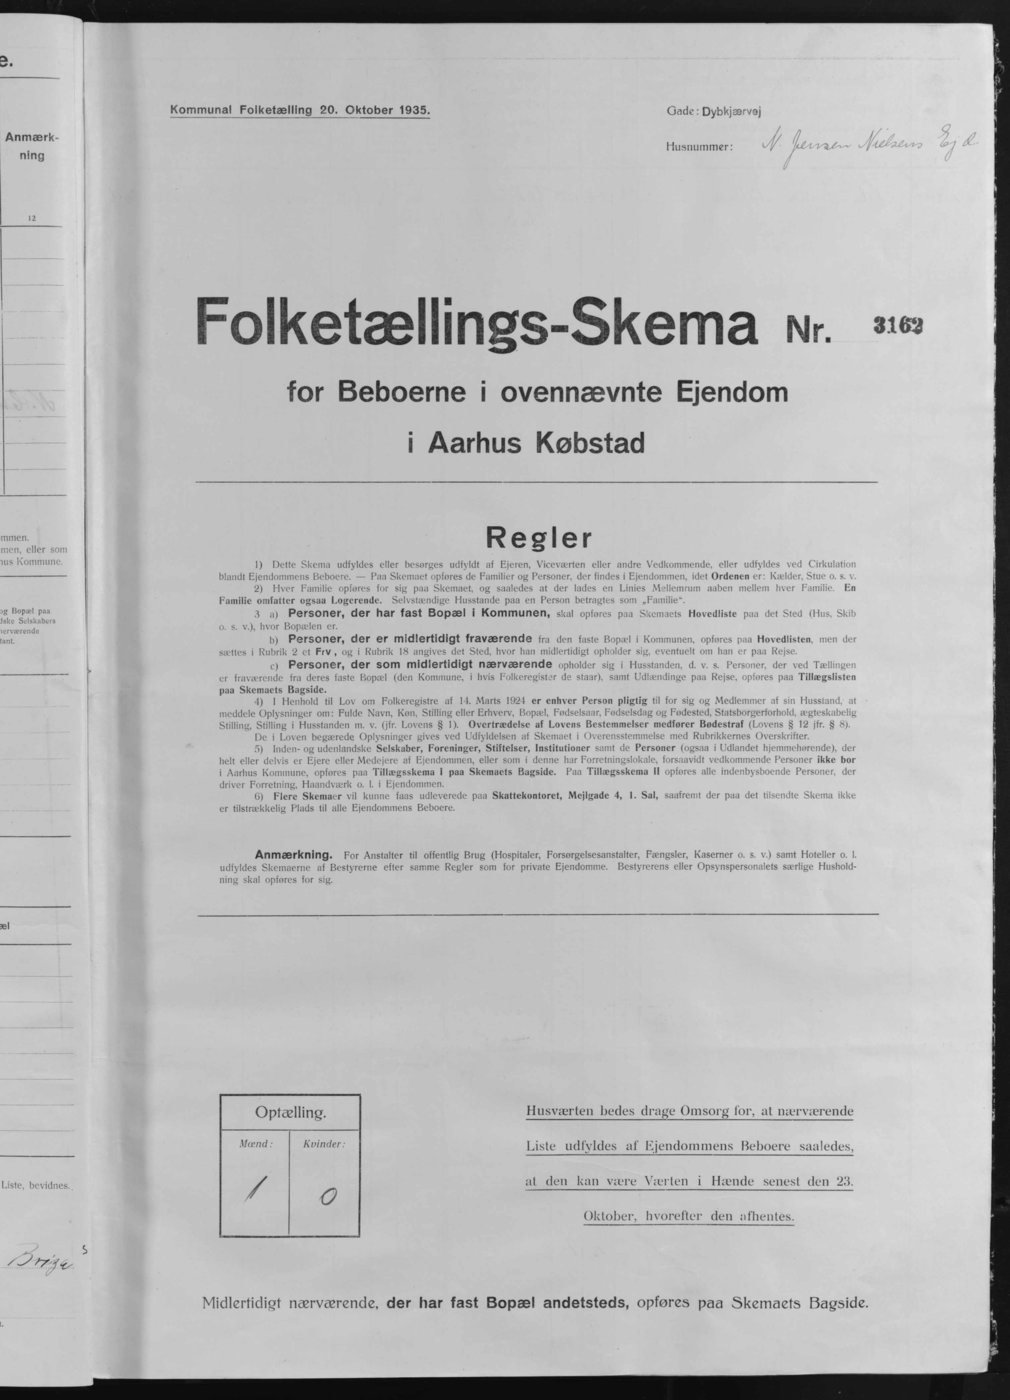 e.
Anmærk-
ning
12
Kommunal Folketælling 20. Oktober 1935.
Gade: Dybkjærvej
Husnummer: N. Jensen Nielsens Ejd.
Folketællings-Skema Nr. 3162
for Beboerne i ovennævnte Ejendom
i Aarhus Købstad
Regler
1) Dette Skema udfyldes eller besørges udfyldt af Ejeren, Viceværten eller andre Vedkommende, eller udfyldes ved Cirkulation
blandt Ejendommens Beboere. — Paa Skemaet opføres de Familier og Personer, der findes i Ejendommen, idet Ordenen er: Kælder, Stue o. s. v.
2) Hver Familie opføres for sig paa Skemaet, og saaledes at der lades en Linies Mellemrum aaben mellem hver Familie. En
Familie omfatter ogsaa Logerende. Selvstændige Husstande paa en Person betragtes som „Familie".
3 a) Personer, der har fast Bopæl i Kommunen, skal opføres paa Skemaets Hovedliste paa det Sted (Hus, Skib
o. s. v.), hvor Bopælen er.
b) Personer, der er midlertidigt fraværende fra den faste Bopæl i Kommunen, opføres paa Hovedlisten, men der
sættes i Rubrik 2 et Frv, og i Rubrik 18 angives det Sted, hvor han midlertidigt opholder sig, eventuelt om han er paa Rejse.
c) Personer, der som midlertidigt nærværende opholder sig i Husstanden, d. v. s. Personer, der ved Tællingen
er fraværende fra deres faste Bopæl (den Kommune, i hvis Folkeregister de staar), samt Udlændinge paa Rejse, opføres paa Tillægslisten
paa Skemaets Bagside.
4) I Henhold til Lov om Folkeregistre af 14. Marts 1924 er enhver Person pligtig til for sig og Medlemmer af sin Husstand, at
meddele Oplysninger om: Fulde Navn, Køn, Stilling eller Erhverv, Bopæl, Fødselsaar, Fødselsdag og Fødested, Statsborgerforhold, ægteskabelig
Stilling, Stilling i Husstanden m. v. (jfr. Lovens § 1). Overtrædelse af Lovens Bestemmelser medfører Bødestraf (Lovens § 12 jfr. § 8).
De i Loven begærede Oplysninger gives ved Udfyldelsen af Skemaet i Overensstemmelse med Rubrikkernes Overskrifter.
5) Inden- og udenlandske Selskaber, Foreninger, Stiftelser, Institutioner samt de Personer (ogsaa i Udlandet hjemmehørende), der
helt eller delvis er Ejere eller Medejere af Ejendommen, eller som i denne har Forretningslokale, forsaavidt vedkommende Personer ikke bor
i Aarhus Kommune, opføres paa Tillægsskema I paa Skemaets Bagside. Paa Tillægsskema II opføres alle indenbysboende Personer, der
driver Forretning, Haandværk o. l. i Ejendommen.
6) Flere Skemaer vil kunne faas udleverede paa Skattekontoret, Mejlgade 4, 1. Sal, saafremt der paa det tilsendte Skema ikke
er tilstrækkelig Plads til alle Ejendommens Beboere.
Anmærkning. For Anstalter til offentlig Brug (Hospitaler, Forsørgelsesanstalter, Fængsler, Kaserner o. s. v.) samt Hoteller o. l.
udfyldes Skemaerne af Bestyrerne efter samme Regler som for private Ejendomme. Bestyrerens eller Opsynspersonalets særlige Hushold-
ning skal opføres for sig.
mmen.
men, eller som
hus Kommune.
og Bopæl paa
dske Selskabers
nerværende
tant.
æl
Liste, bevidnes.
Optælling.
Mænd: Kvinder:
1 0
Husværten bedes drage Omsorg for, at nærværende
Liste udfyldes af Ejendommens Beboere saaledes,
at den kan være Værten i Hænde senest den 23.
Oktober, hvorefter den afhentes.
Midlertidigt nærværende, der har fast Bopæl andetsteds, opføres paa Skemaets Bagside.